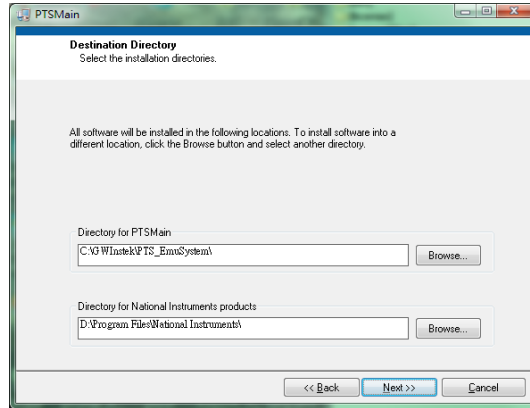 PTSMain
Destination Directory
Select the installation directories.
All software will be installed in the following locations. To install software into a
different location, click the Browse button and select another directory.
Directory for PTSMain
C:\GWInstek\PTS_EmuSystem\
Browse...
Directory for National Instruments products
D:\Program Files\National Instruments\
Browse...
<< Back
Next >>
Cancel